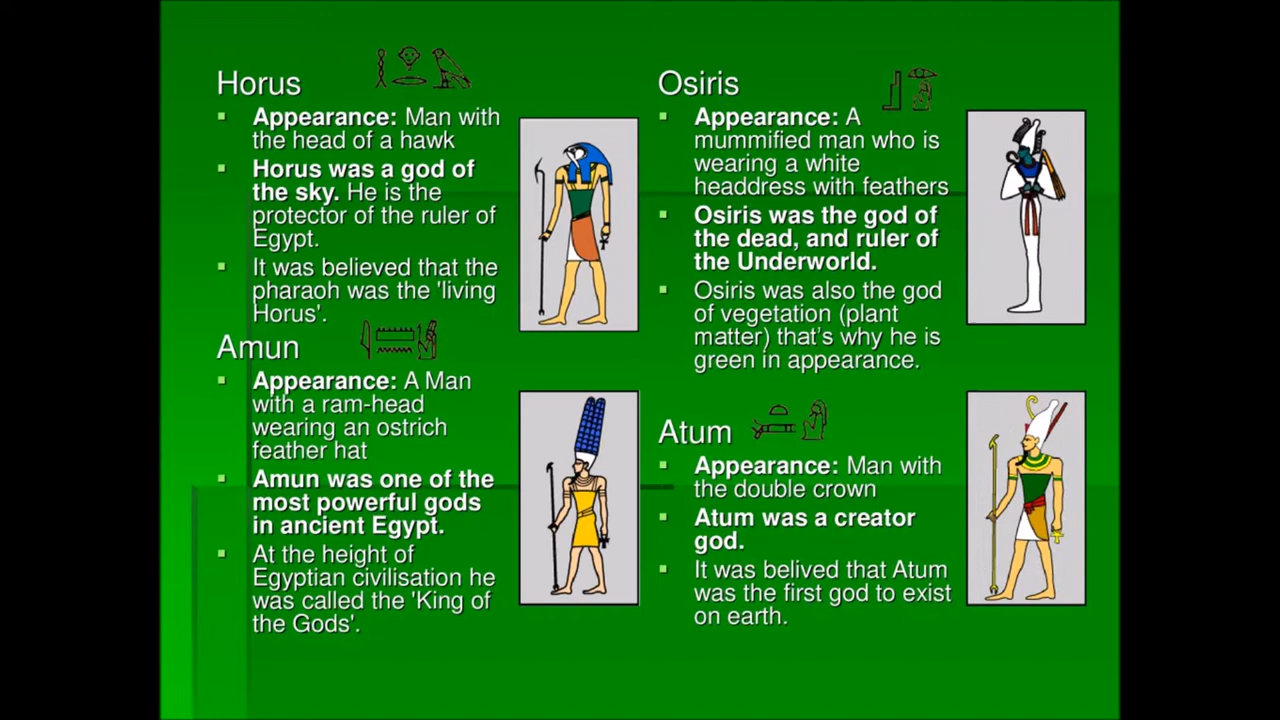 Horus
Appearance: Man with
the head of a hawk
Horus was a god of
the sky. He is the
protector of the ruler of
Egypt.
It was believed that the
pharaoh was the 'living
Horus'.
Amun
Appearance: A Man
with a ram-head
wearing an ostrich
feather hat
Amun was one of the
most powerful gods
in ancient Egypt.
At the height of
Egyptian civilisation he
was called the 'King of
the Gods'.
Osiris
Appearance: A
mummified man who is
wearing a white
headdress with feathers
Osiris was the god of
the dead, and ruler of
the Underworld.
Osiris was also the god
of vegetation (plant
matter) that’s why he is
green in appearance.
Atum
Appearance: Man with
the double crown
Atum was a creator
god.
It was belived that Atum
was the first god to exist
on earth.